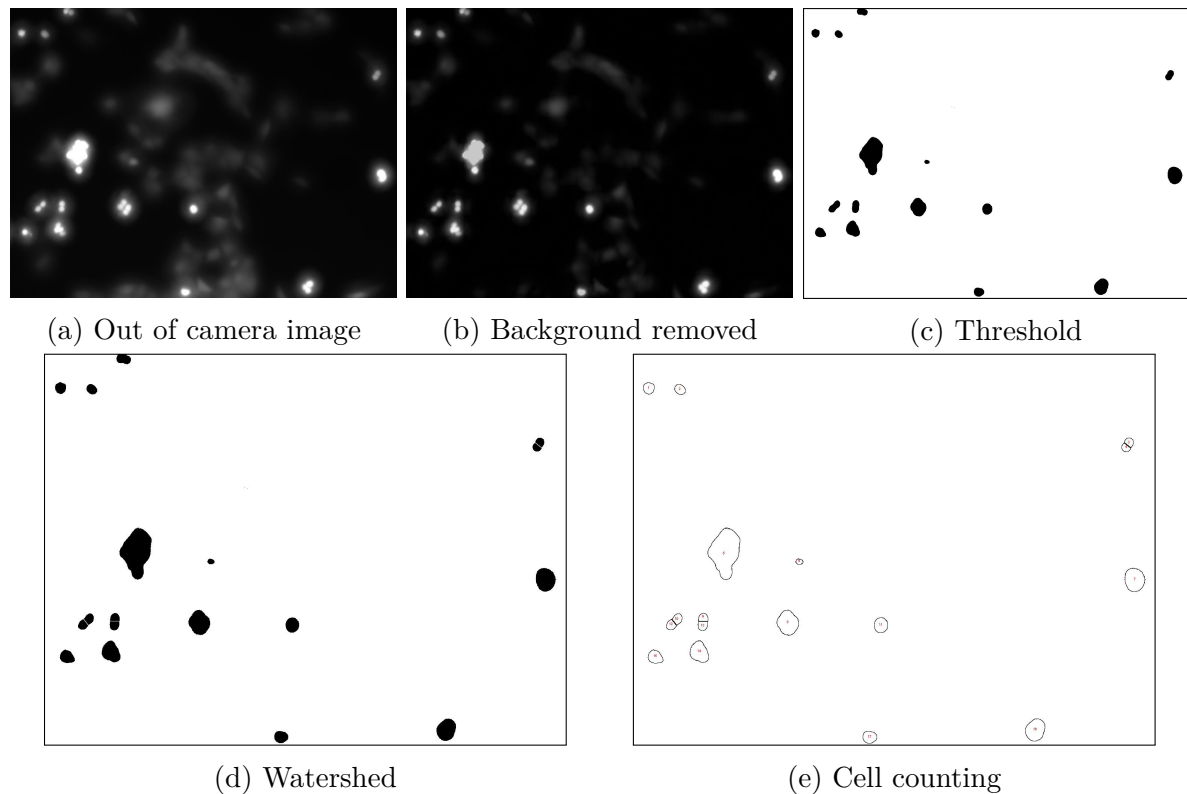 (a) Out of camera image
(b) Background removed
(c) Threshold
(d) Watershed
(e) Cell counting